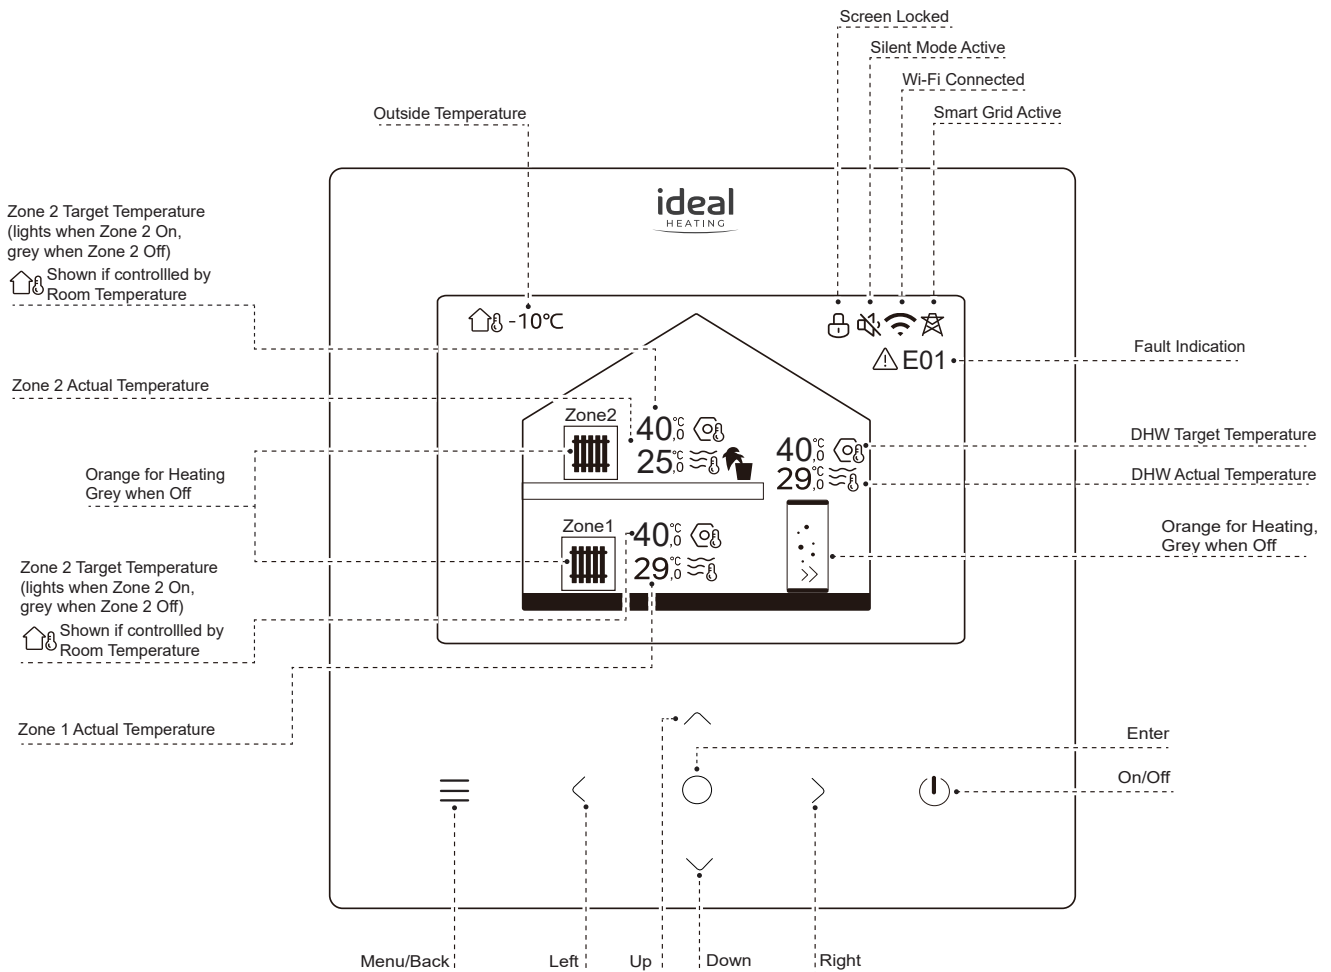 Screen Locked
Silent Mode Active
Wi-Fi Connected
Smart Grid Active
Outside Temperature
Zone 2 Target Temperature
(lights when Zone 2 On,
grey when Zone 2 Off)
Shown if controllled by
Room Temperature
Zone 2 Actual Temperature
Orange for Heating
Grey when Off
Zone 2 Target Temperature
(lights when Zone 2 On,
grey when Zone 2 Off)
Shown if controllled by
Room Temperature
Zone 1 Actual Temperature
ideal
HEATING
-10°C
E01
Zone2
40,0°C
25,0°C
40,0°C
29,0°C
Zone1
40,0°C
29,0°C
Fault Indication
DHW Target Temperature
DHW Actual Temperature
Orange for Heating,
Grey when Off
Enter
On/Off
Menu/Back
Left
Up
Down
Right